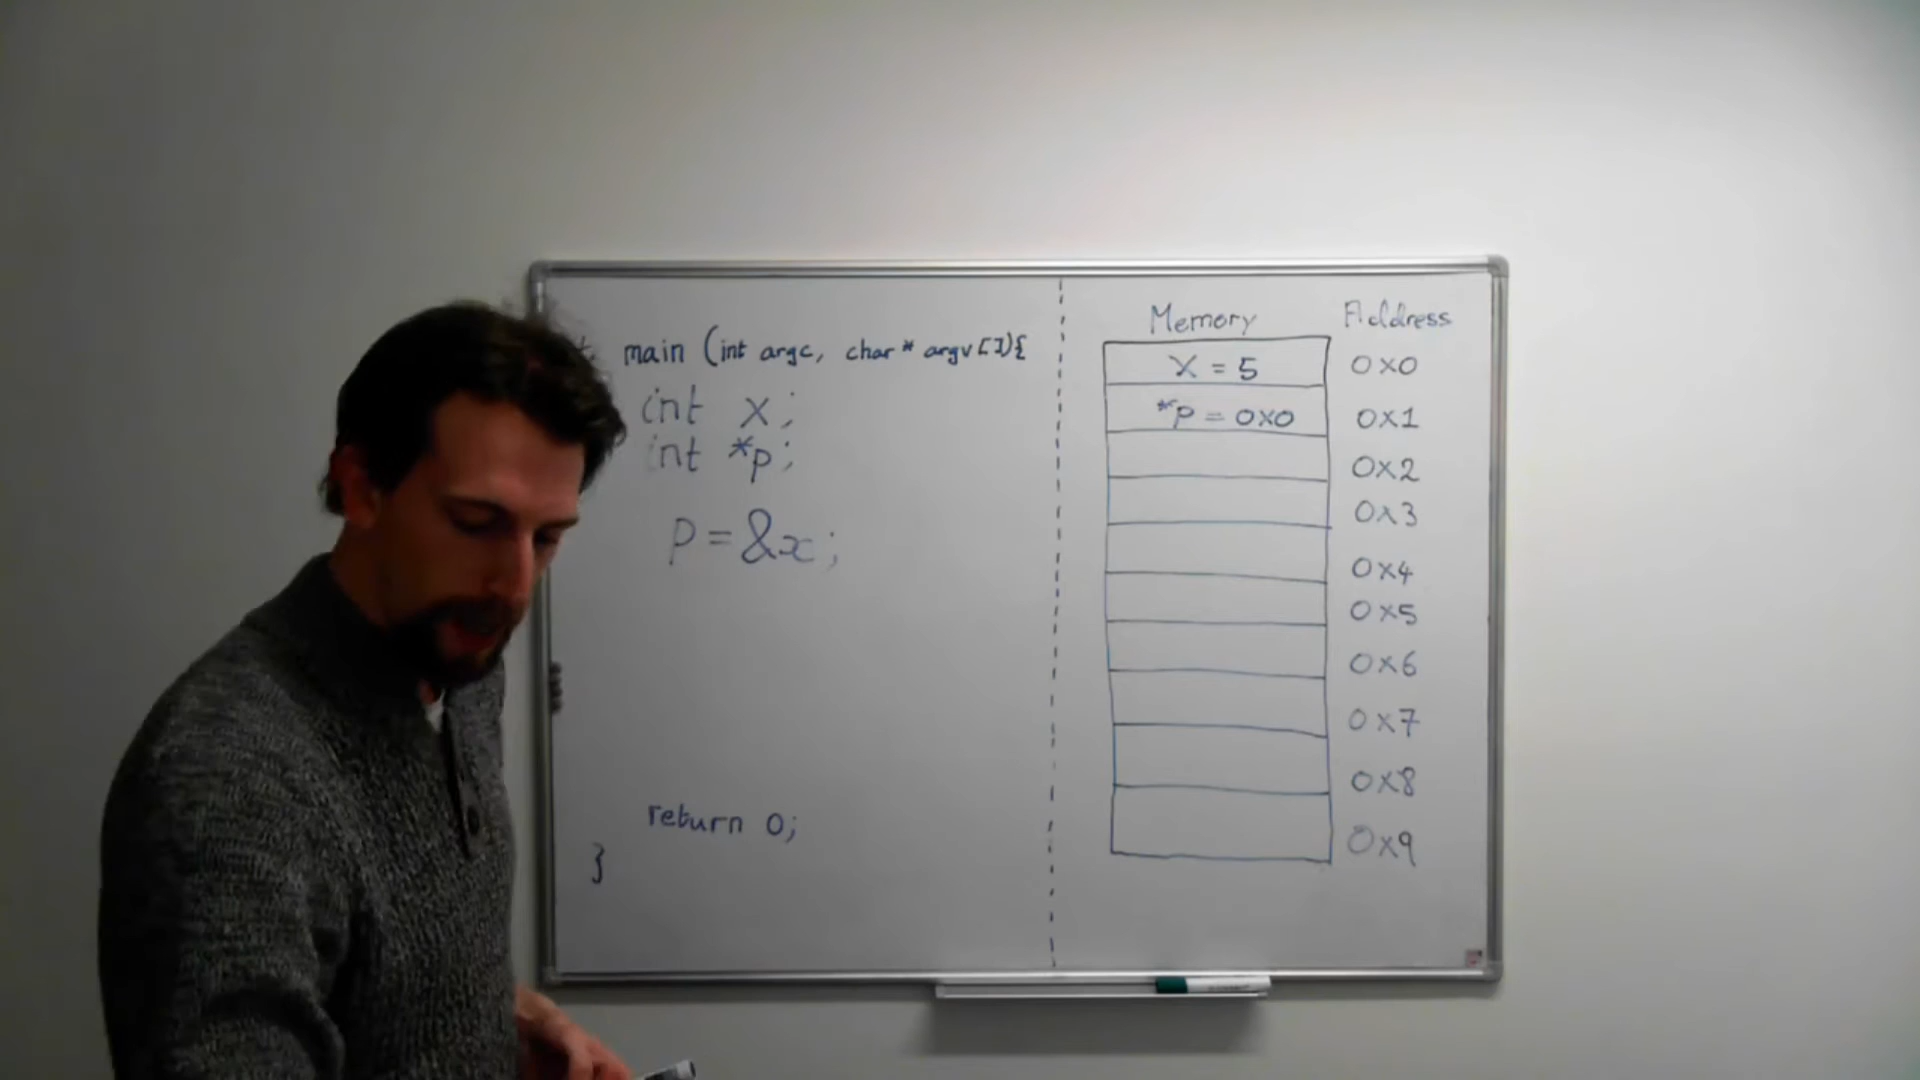 main (int argc, char* argv[]){
int x;
int *p;
p = &x;
return 0;
}
Memory Address
x = 5 0x0
*p = 0x0 0x1
0x2
0x3
0x4
0x5
0x6
0x7
0x8
0x9